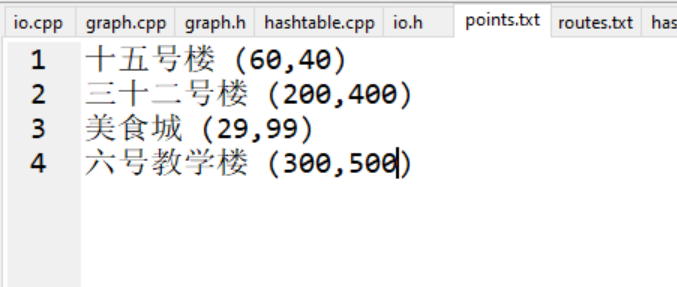 io.cpp graph.cpp graph.h hashtable.cpp io.h points.txt routes.txt has
1 十五号楼 (60,40)
2 三十二号楼 (200,400)
3 美食城 (29,99)
4 六号教学楼 (300,500)